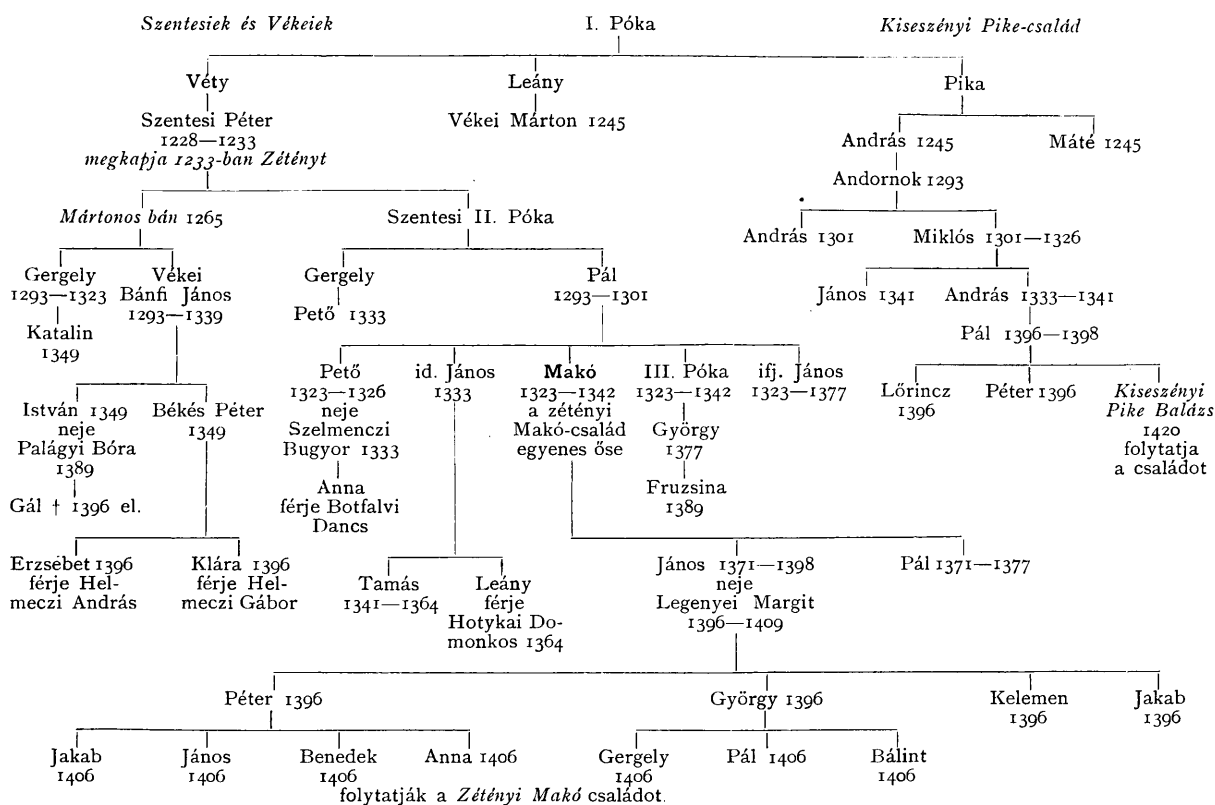 Szentesiek és Vékeiek I. Póka Kiseszényi Pike-család
Véty Leány Pika
Szentesi Péter Vékei Márton 1245
1228—1233
megkapja 1233-ban Zétényt
András 1245 Máté 1245
Andornok 1293
Mártonos bán 1265 Szentesi II. Póka
András 1301 Miklós 1301—1326
Gergely Vékei Gergely Pál
1293—1323 Bánfi János 1293—1301
1293—1339
János 1341 András 1333—1341
Katalin Pető 1333
1349
Pál 1396—1398
Pető id. János Makó III. Póka ifj. János
1323—1326 1333 1323—1342 1323—1342 1323—1377
neje a zétényi György
Szelmenczi Makó-család 1377
Bugyor 1333 egyenes őse
Lőrincz Péter 1396 Kiseszényi
1396 Pike Balázs
1420
folytatja
a családot
István 1349 Békés Péter
neje 1349
Palágyi Bóra
1389
Anna Fruzsina
férje Botfalvi 1389
Dancs
Gál † 1396 el.
Erzsébet 1396 Klára 1396
férje Hel- férje Hel-
meczi András meczi Gábor
Tamás Leány
1341—1364 férje
Hotykai Do-
monkos 1364
János 1371—1398 Pál 1371—1377
neje
Legenyei Margit
1396—1409
Péter 1396 György 1396 Kelemen Jakab
1396 1396
Jakab János Benedek Anna 1406 Gergely Pál 1406 Bálint
1406 1406 1406 1406 1406
folytatják a Zétényi Makó családot.